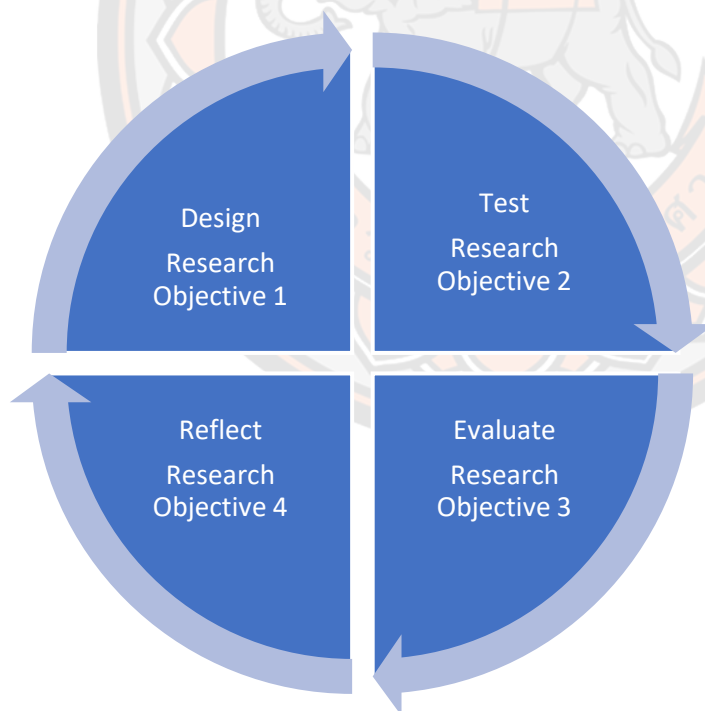 Design
Research
Objective 1
Test
Research
Objective 2
Reflect
Research
Objective 4
Evaluate
Research
Objective 3